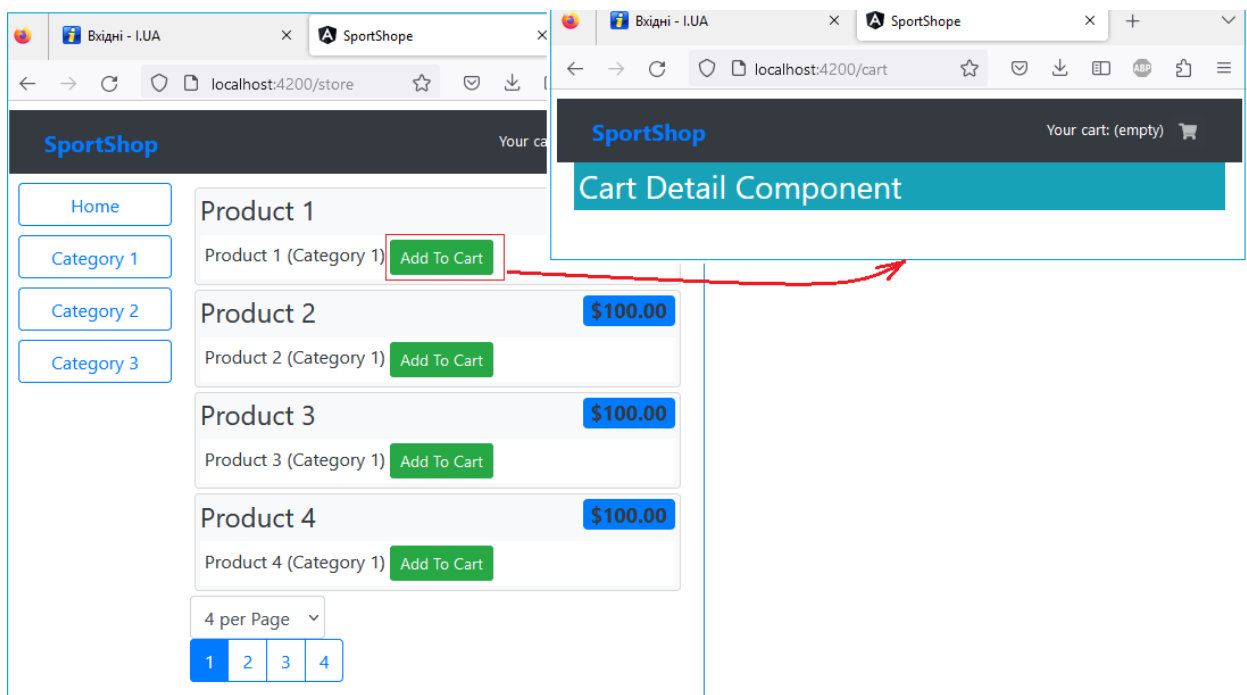 Вхідні - I.UA
SportShope
localhost:4200/store
SportShop
Your ca
Home
Category 1
Category 2
Category 3
Product 1
Product 1 (Category 1) Add To Cart
Product 2
$100.00
Product 2 (Category 1) Add To Cart
Product 3
$100.00
Product 3 (Category 1) Add To Cart
Product 4
$100.00
Product 4 (Category 1) Add To Cart
4 per Page
1 2 3 4
Вхідні - I.UA
SportShope
localhost:4200/cart
ABP
SportShop
Your cart: (empty)
Cart Detail Component